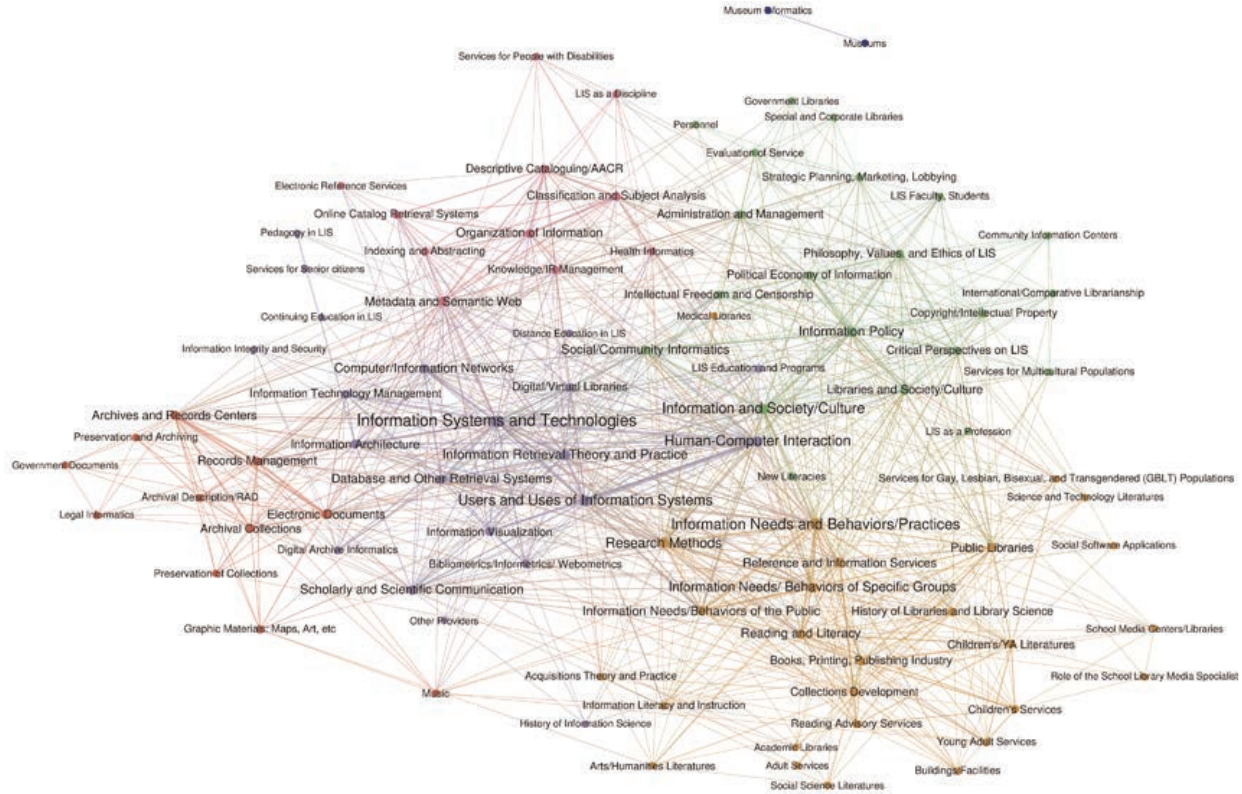 Museum Informatics
Museums
Services for People with Disabilities
LIS as a Discipline
Government Libraries
Special and Corporate Libraries
Personnel
Evaluation of Service
Descriptive Cataloguing/AACR
Strategic Planning, Marketing, Lobbying
Electronic Reference Services
Classification and Subject Analysis
LIS Faculty, Students
Online Catalog Retrieval Systems
Administration and Management
Pedagogy in LIS
Organization of Information
Community Information Centers
Indexing and Abstracting
Health Informatics
Philosophy, Values, and Ethics of LIS
Services for Senior citizens
Knowledge/IR Management
Political Economy of Information
Metadata and Semantic Web
Intellectual Freedom and Censorship
International/Comparative Librarianship
Continuing Education in LIS
Medical Libraries
Copyright/Intellectual Property
Distance Education in LIS
Information Policy
Information Integrity and Security
Social/Community Informatics
Critical Perspectives on LIS
Computer/Information Networks
LIS Education and Programs
Services for Multicultural Populations
Information Technology Management
Digital/Virtual Libraries
Libraries and Society/Culture
Archives and Records Centers
Information Systems and Technologies
Information and Society/Culture
Preservation and Archiving
Information Architecture
Human-Computer Interaction
LIS as a Profession
Government Documents
Records Management
Information Retrieval Theory and Practice
Database and Other Retrieval Systems
New Literacies
Services for Gay, Lesbian, Bisexual, and Transgendered (GBLT) Populations
Archival Description/RAD
Users and Uses of Information Systems
Science and Technology Literatures
Legal Informatics
Electronic Documents
Archival Collections
Information Visualization
Information Needs and Behaviors/Practices
Digital Archive Informatics
Research Methods
Public Libraries
Social Software Applications
Bibliometrics/Informetrics/ Webometrics
Reference and Information Services
Preservation of Collections
Scholarly and Scientific Communication
Information Needs/ Behaviors of Specific Groups
Other Providers
Information Needs/Behaviors of the Public
History of Libraries and Library Science
Graphic Materials: Maps, Art, etc
Reading and Literacy
School Media Centers/Libraries
Children's/YA Literatures
Books, Printing, Publishing Industry
Acquisitions Theory and Practice
Role of the School Library Media Specialist
Music
Collections Development
Information Literacy and Instruction
Children's Services
History of Information Science
Reading Advisory Services
Academic Libraries
Young Adult Services
Arts/Humanities Literatures
Adult Services
Buildings/Facilities
Social Science Literatures